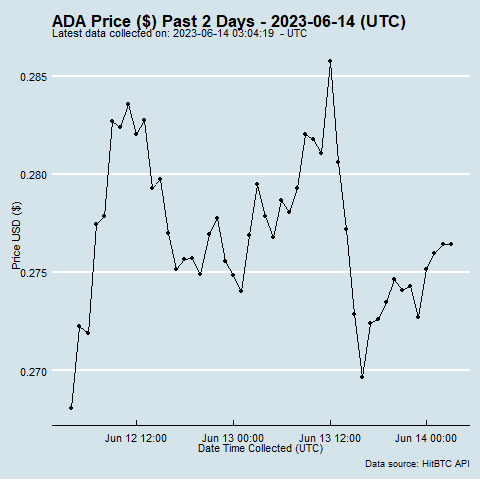 ADA Price ($) Past 2 Days - 2023-06-14 (UTC)
Latest data collected on: 2023-06-14 03:04:19  - UTC
0.285
0.280
0.275
0.270
Price USD ($)
Jun 12 12:00 Jun 13 00:00 Jun 13 12:00 Jun 14 00:00
Date Time Collected (UTC)
Data source: HitBTC API